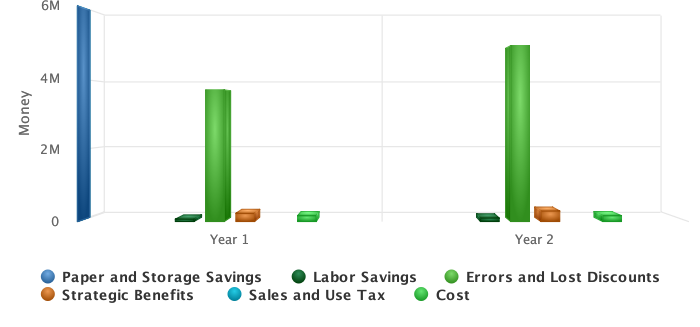 6M
4M
2M
0
Money
Year 1 Year 2
Paper and Storage Savings Labor Savings Errors and Lost Discounts
Strategic Benefits Sales and Use Tax Cost